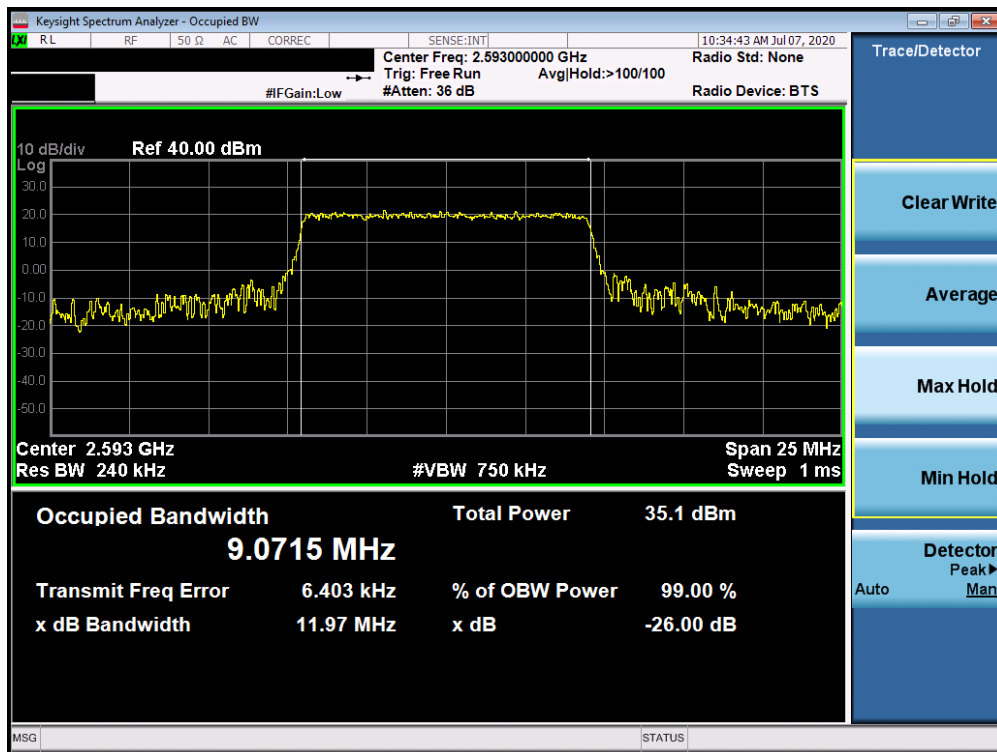 Keysight Spectrum Analyzer - Occupied BW
LXI RL RF 50 Ω AC CORREC SENSE:INT 10:34:43 AM Jul 07, 2020
Center Freq: 2.593000000 GHz Radio Std: None
Trig: Free Run Avg|Hold:>100/100
#IFGain:Low #Atten: 36 dB Radio Device: BTS
Trace/Detector
10 dB/div Ref 40.00 dBm
Log
30.0
20.0
10.0
0.00
-10.0
-20.0
-30.0
-40.0
-50.0
Center 2.593 GHz Span 25 MHz
Res BW 240 kHz #VBW 750 kHz Sweep 1 ms
Occupied Bandwidth Total Power 35.1 dBm
9.0715 MHz
Transmit Freq Error 6.403 kHz % of OBW Power 99.00 %
x dB Bandwidth 11.97 MHz x dB -26.00 dB
Clear Write
Average
Max Hold
Min Hold
Detector
Peak▶
Auto Man
MSG STATUS